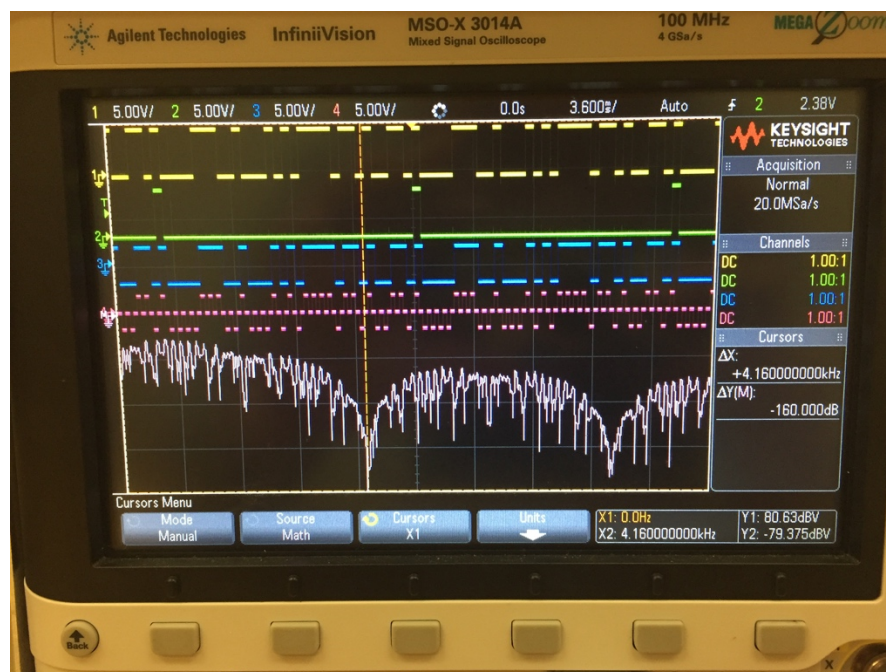 Agilent Technologies InfiniiVision MSO-X 3014A 100 MHz MEGA Zoom
Mixed Signal Oscilloscope 4 GSa/s
1 5.00V/ 2 5.00V/ 3 5.00V/ 4 5.00V/ 0.0s 3.600ms/ Auto 2 2.38V
KEYSIGHT
TECHNOLOGIES
Acquisition
Normal
20.0MSa/s
Channels
DC 1.00:1
DC 1.00:1
DC 1.00:1
DC 1.00:1
Cursors
ΔX:
+4.160000000kHz
ΔY(M):
-160.000dB
1
T
2
3
Cursors Menu
Mode
Manual
Source
Math
Cursors
X1
Units
X1: 0.0Hz
X2: 4.160000000kHz
Y1: 80.63dBV
Y2: -79.375dBV
Back
X